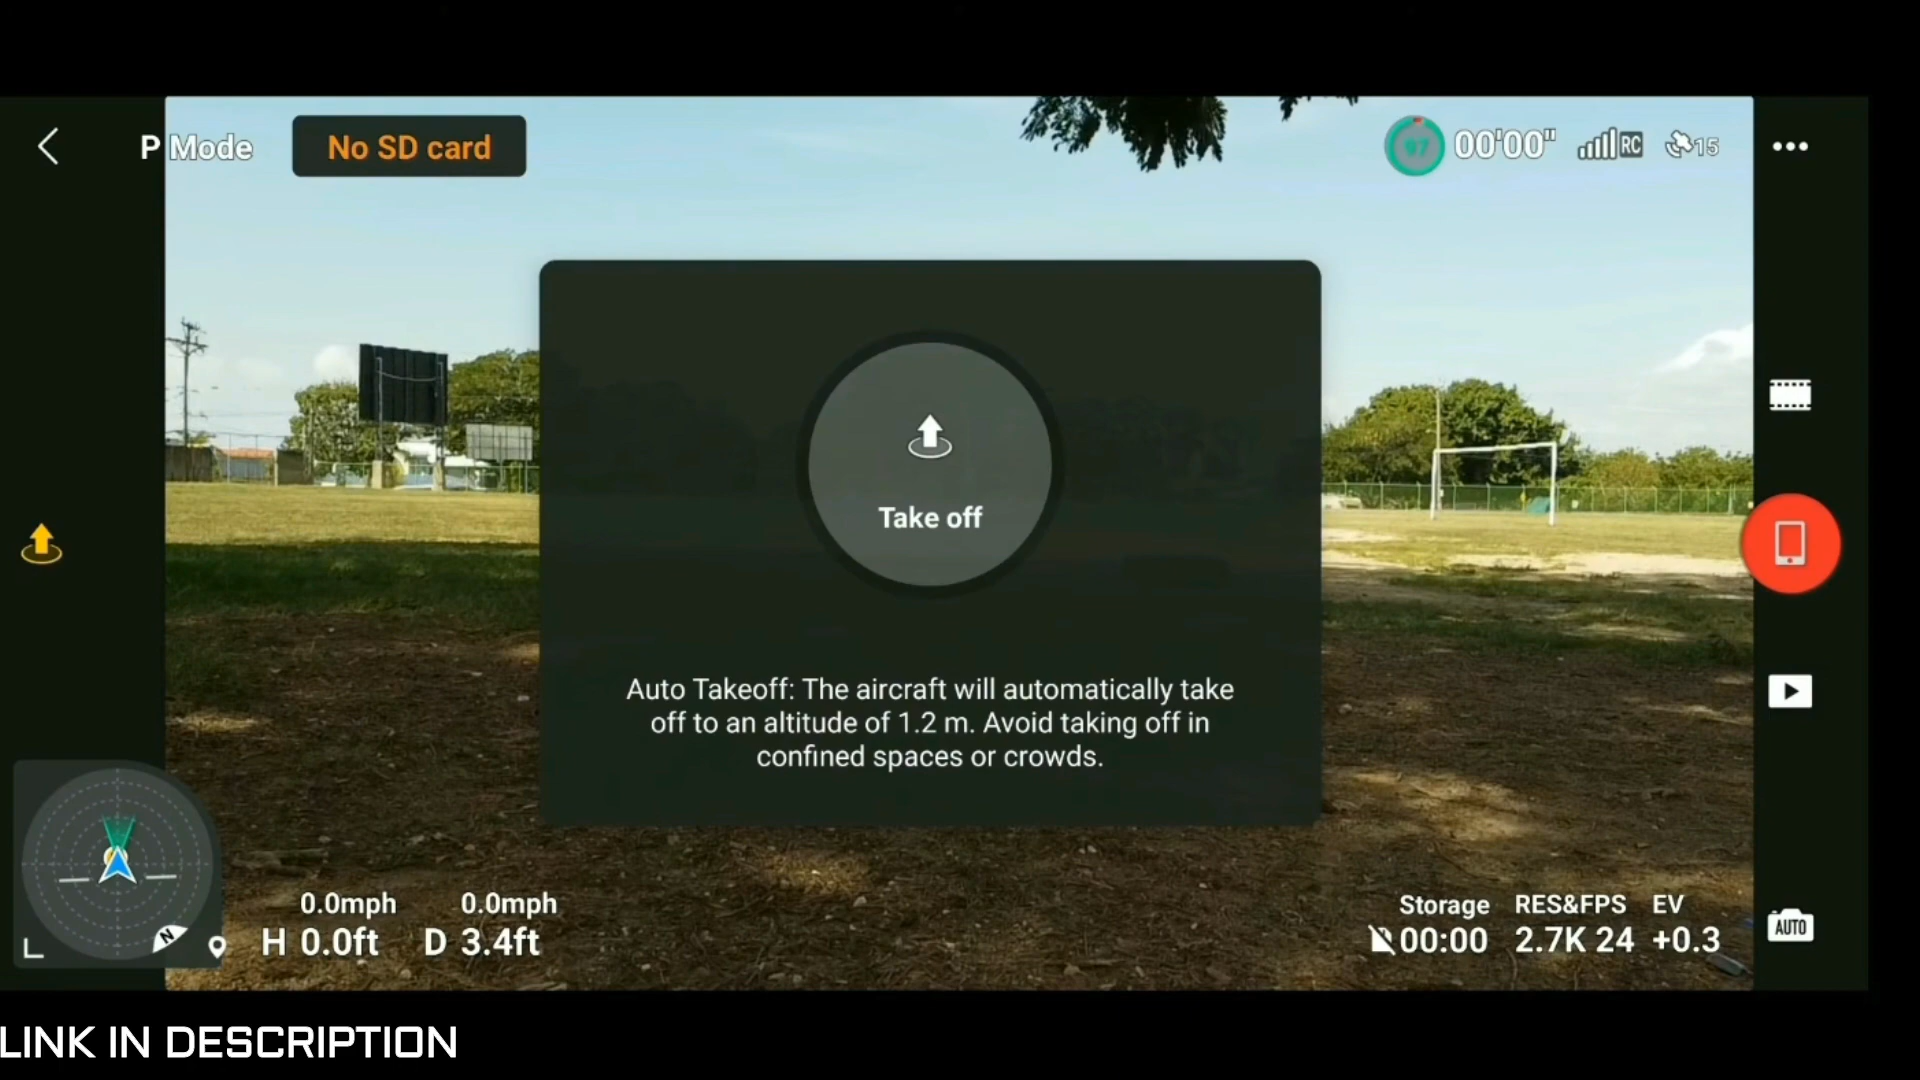 P Mode
No SD card
97
00'00"
RC
15
Take off
Auto Takeoff: The aircraft will automatically take
off to an altitude of 1.2 m. Avoid taking off in
confined spaces or crowds.
N
L
0.0mph 0.0mph
H 0.0ft D 3.4ft
Storage RES&FPS EV
00:00 2.7K 24 +0.3
AUTO
LINK IN DESCRIPTION